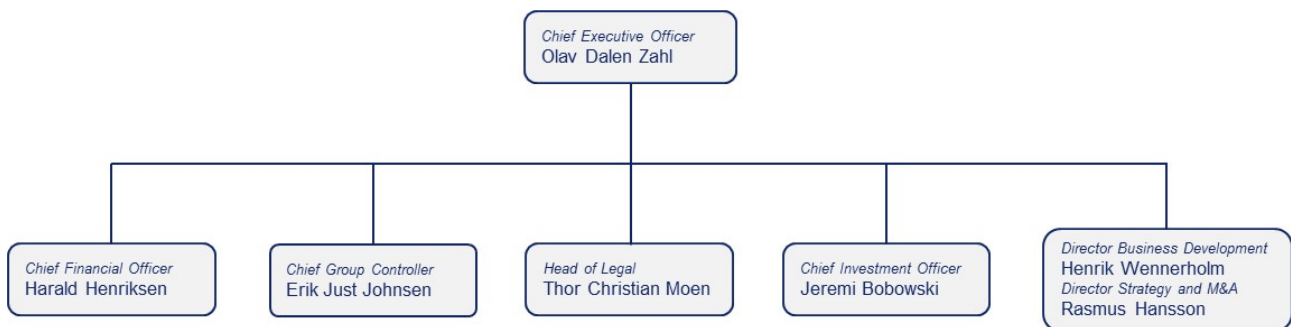 Chief Executive Officer
Olav Dalen Zahl
Chief Financial Officer
Harald Henriksen
Chief Group Controller
Erik Just Johnsen
Head of Legal
Thor Christian Moen
Chief Investment Officer
Jeremi Bobowski
Director Business Development
Henrik Wennerholm
Director Strategy and M&A
Rasmus Hansson